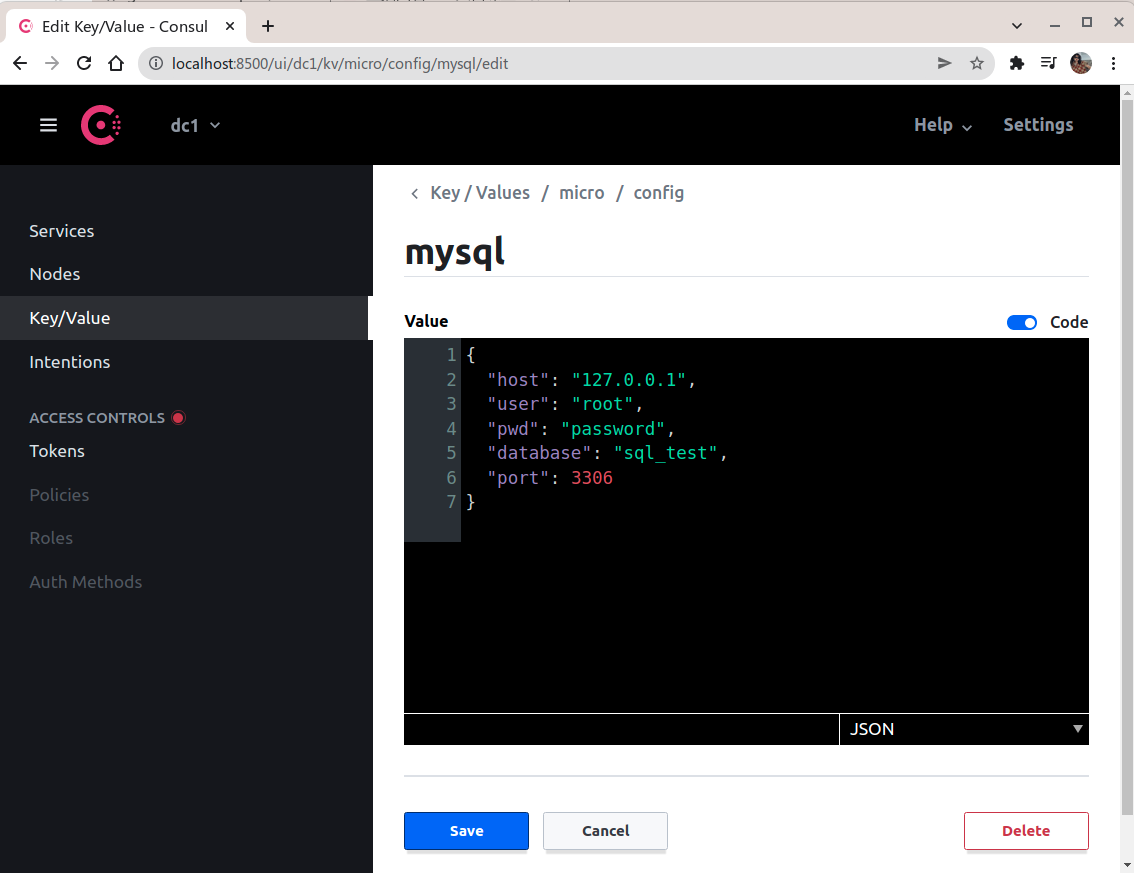 Edit Key/Value - Consul
localhost:8500/ui/dc1/kv/micro/config/mysql/edit
dc1
Help
Settings
Services
Nodes
Key/Value
Intentions
ACCESS CONTROLS
Tokens
Policies
Roles
Auth Methods
Key / Values / micro / config
mysql
Value
Code
1 {
2 "host": "127.0.0.1",
3 "user": "root",
4 "pwd": "password",
5 "database": "sql_test",
6 "port": 3306
7 }
JSON
Save
Cancel
Delete